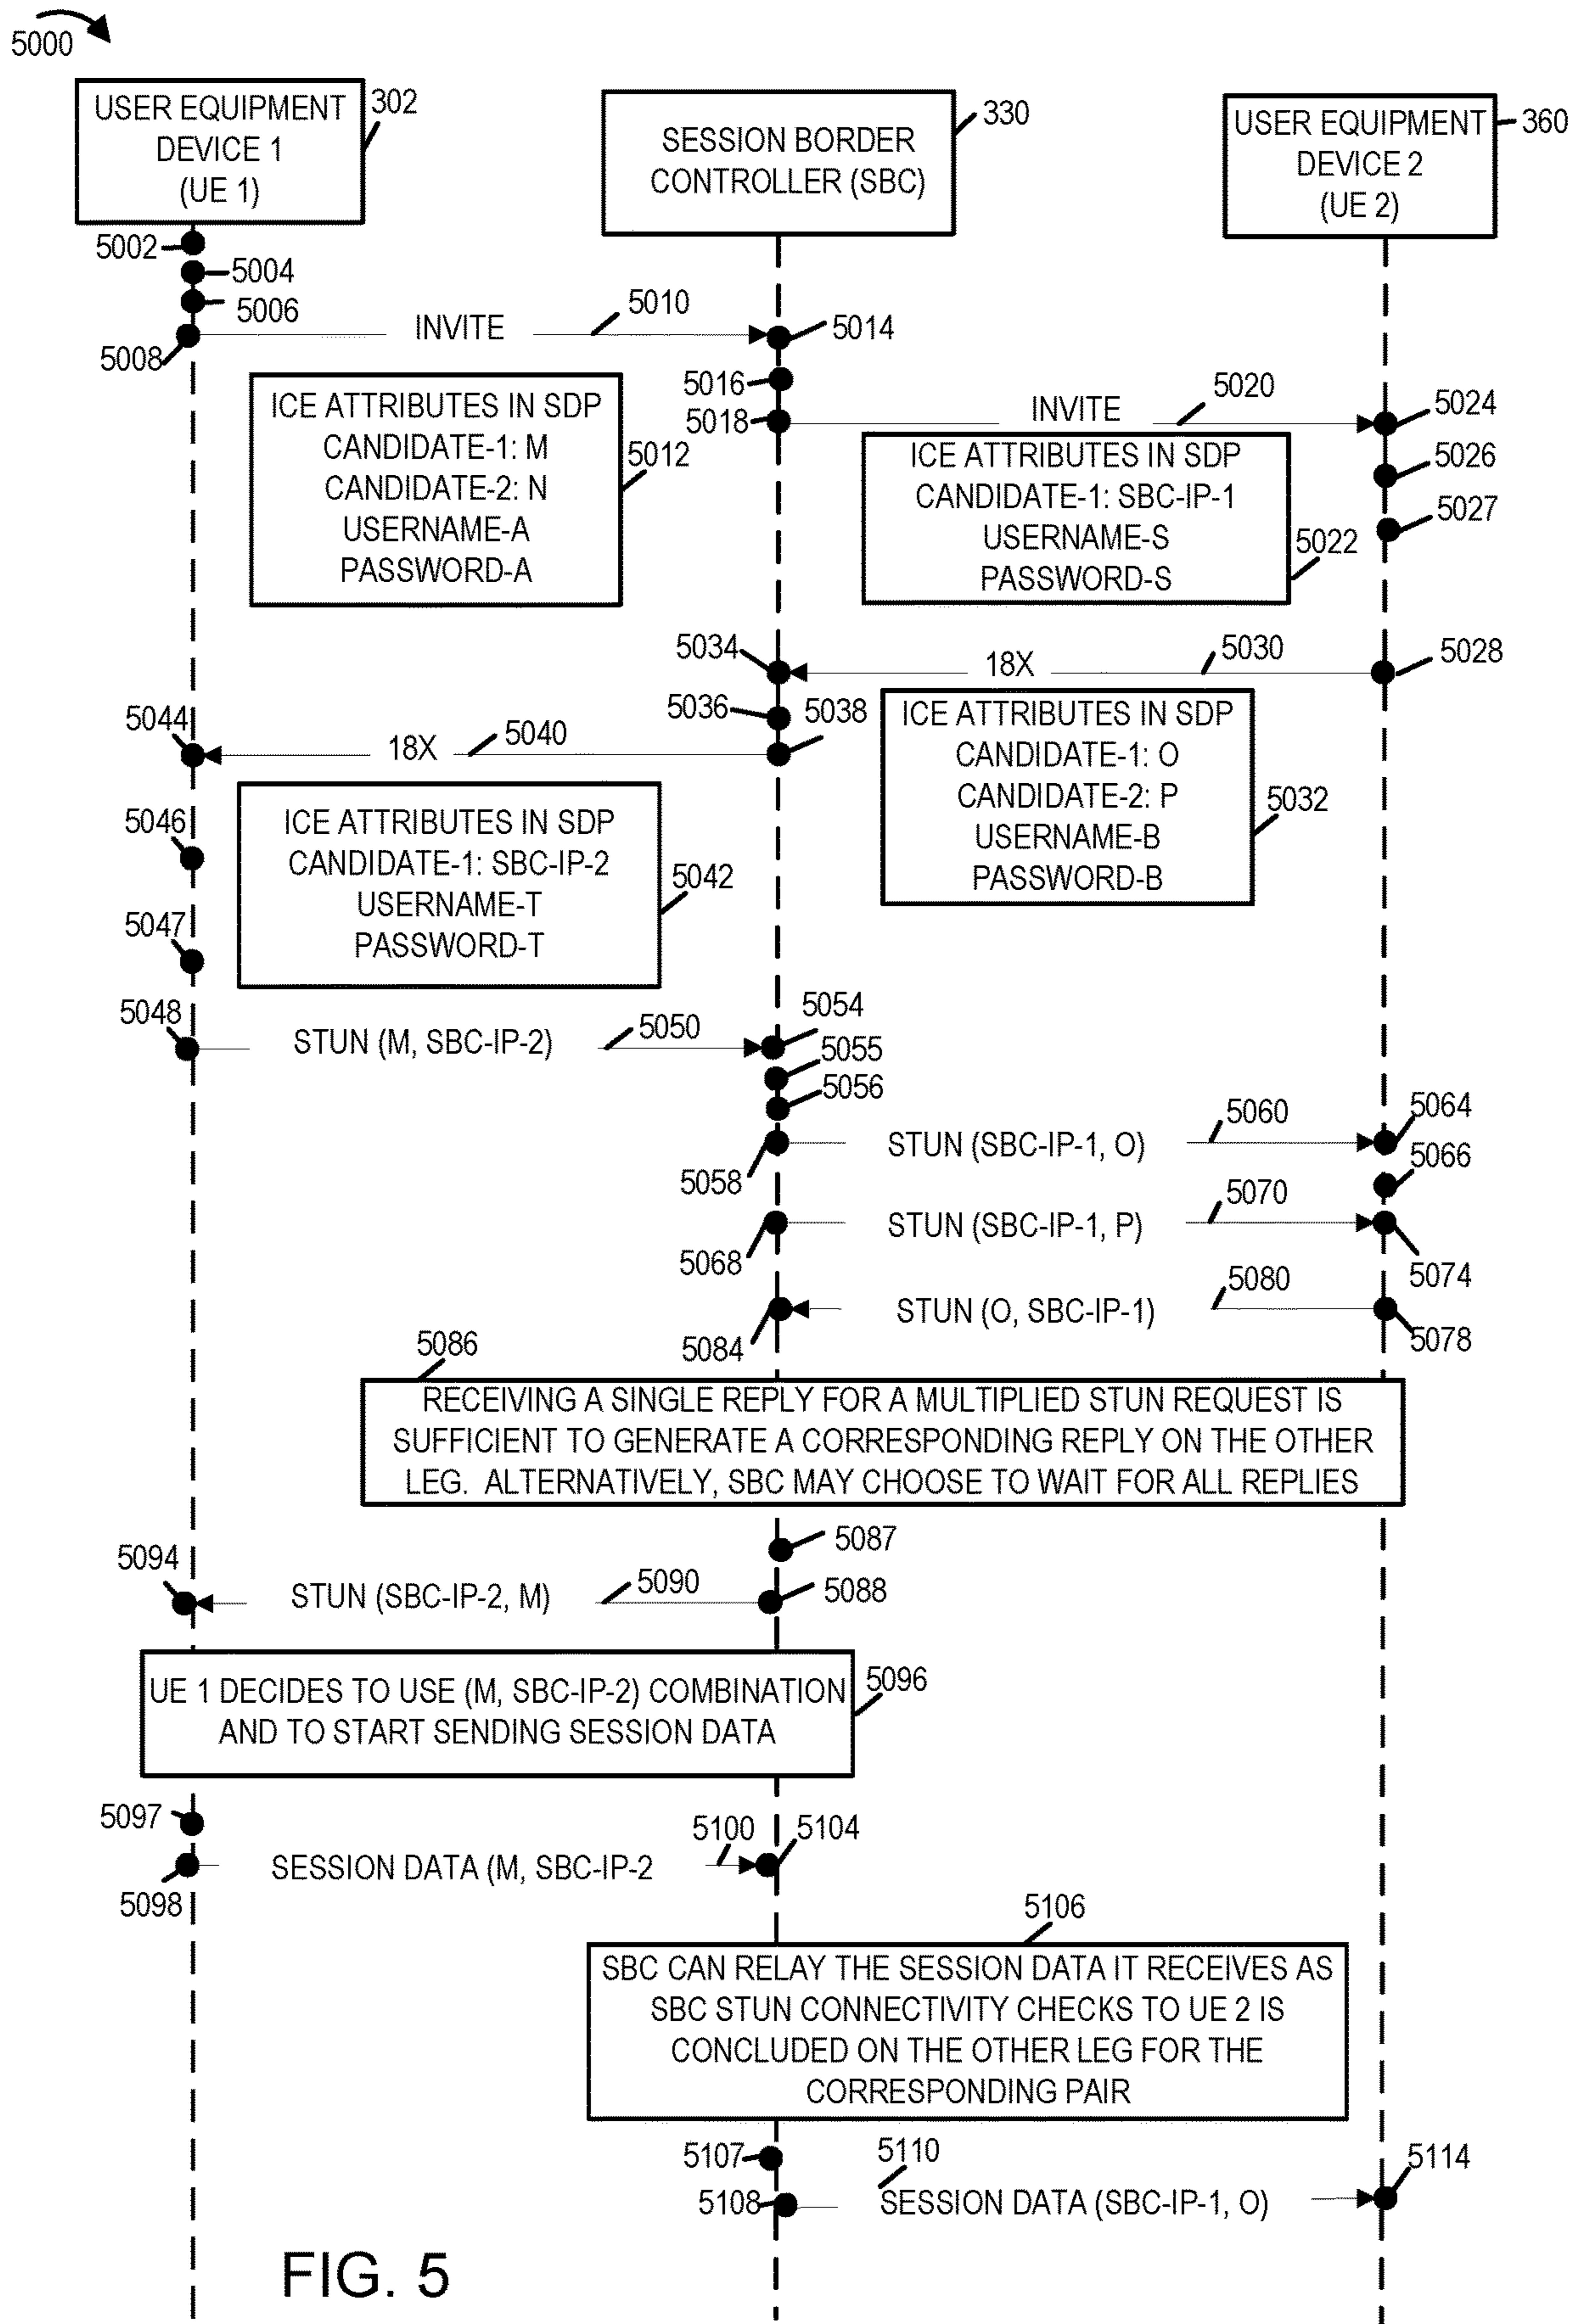 5000
USER EQUIPMENT
DEVICE 1
(UE 1)
302
SESSION BORDER
CONTROLLER (SBC)
330
USER EQUIPMENT
DEVICE 2
(UE 2)
360
5002
5004
5006
5008
INVITE
5010
5014
5016
5018
ICE ATTRIBUTES IN SDP
CANDIDATE-1: M
CANDIDATE-2: N
USERNAME-A
PASSWORD-A
5012
INVITE
5020
5024
5026
5027
ICE ATTRIBUTES IN SDP
CANDIDATE-1: SBC-IP-1
USERNAME-S
PASSWORD-S
5022
5034
18X
5030
5028
5036
5038
ICE ATTRIBUTES IN SDP
CANDIDATE-1: O
CANDIDATE-2: P
USERNAME-B
PASSWORD-B
5032
5044
18X
5040
5046
5047
ICE ATTRIBUTES IN SDP
CANDIDATE-1: SBC-IP-2
USERNAME-T
PASSWORD-T
5042
5048
STUN (M, SBC-IP-2)
5050
5054
5055
5056
5058
STUN (SBC-IP-1, O)
5060
5064
5066
5068
STUN (SBC-IP-1, P)
5070
5074
5084
STUN (O, SBC-IP-1)
5080
5078
5086
RECEIVING A SINGLE REPLY FOR A MULTIPLIED STUN REQUEST IS
SUFFICIENT TO GENERATE A CORRESPONDING REPLY ON THE OTHER
LEG. ALTERNATIVELY, SBC MAY CHOOSE TO WAIT FOR ALL REPLIES
5087
5094
STUN (SBC-IP-2, M)
5090
5088
UE 1 DECIDES TO USE (M, SBC-IP-2) COMBINATION
AND TO START SENDING SESSION DATA
5096
5097
5098
SESSION DATA (M, SBC-IP-2
5100
5104
5106
SBC CAN RELAY THE SESSION DATA IT RECEIVES AS
SBC STUN CONNECTIVITY CHECKS TO UE 2 IS
CONCLUDED ON THE OTHER LEG FOR THE
CORRESPONDING PAIR
5107
5108
5110
SESSION DATA (SBC-IP-1, O)
5114
FIG. 5